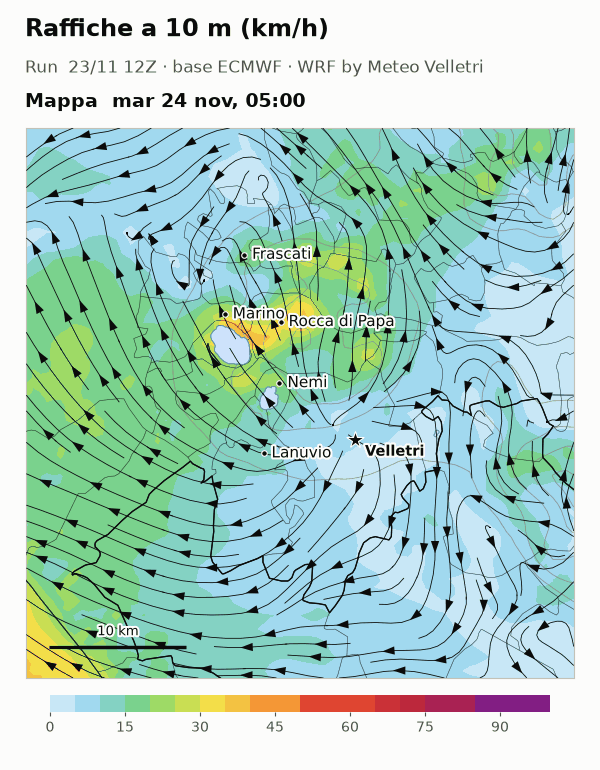 Raffiche a 10 m (km/h)
Run 23/11 12Z · base ECMWF · WRF by Meteo Velletri
Mappa mar 24 nov, 05:00
Frascati
Marino
Rocca di Papa
Nemi
Velletri
Lanuvio
10 km
0 15 30 45 60 75 90